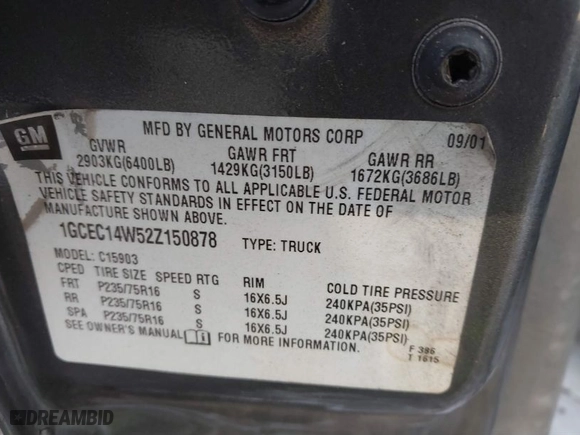 GM
MFD BY GENERAL MOTORS CORP 09/01
GVWR GAWR FRT GAWR RR
2903KG(6400LB) 1429KG(3150LB) 1672KG(3686LB)
THIS VEHICLE CONFORMS TO ALL APPLICABLE U.S. FEDERAL MOTOR
VEHICLE SAFETY STANDARDS IN EFFECT ON THE DATE OF
MANUFACTURE SHOWN ABOVE.
1GCEC14W52Z150878 TYPE: TRUCK
MODEL: C15903
CPED TIRE SIZE SPEED RTG RIM COLD TIRE PRESSURE
FRT P235/75R16 S 16X6.5J 240KPA(35PSI)
RR P235/75R16 S 16X6.5J 240KPA(35PSI)
SPA P235/75R16 S 16X6.5J 240KPA(35PSI)
SEE OWNER'S MANUAL FOR MORE INFORMATION.
F 386
T 1615
DREAMBID